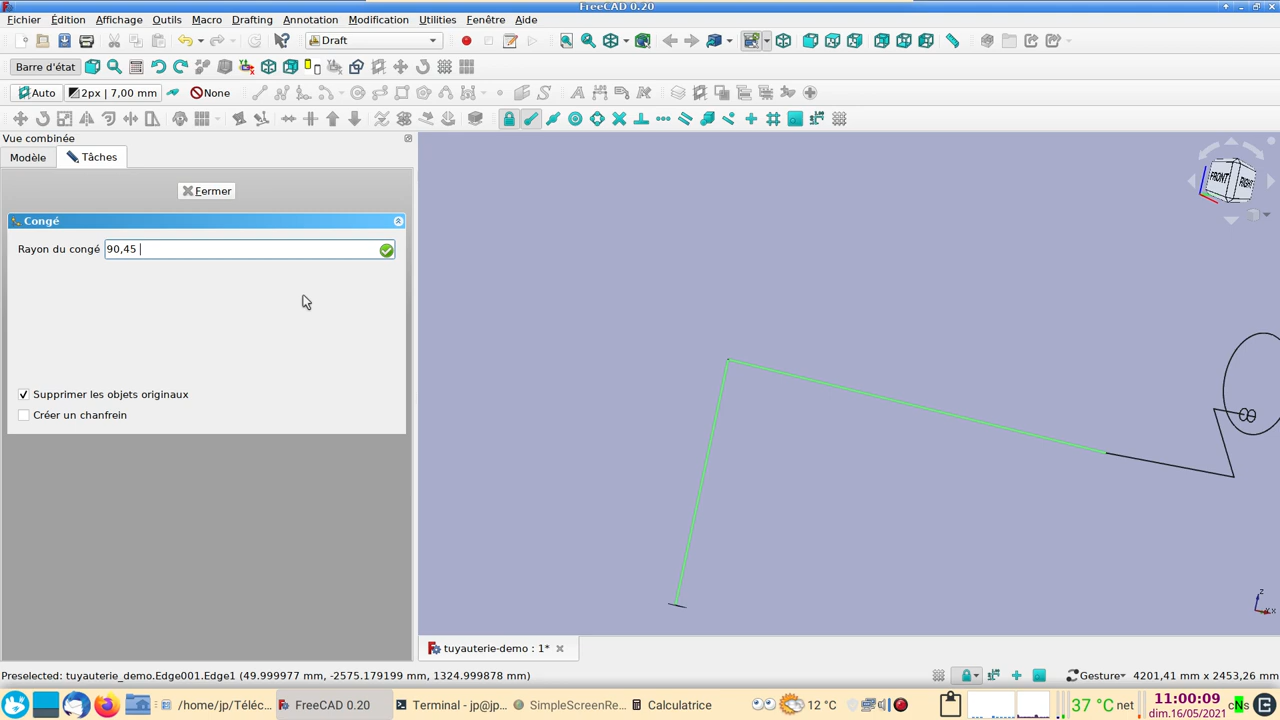 FreeCAD 0.20
Fichier Édition Affichage Outils Macro Drafting Annotation Modification Utilities Fenêtre Aide
Draft
Barre d'état
Auto 2px | 7,00 mm None
Vue combinée
Modèle Tâches
Fermer
Congé
Rayon du congé 90,45
Supprimer les objets originaux
Créer un chanfrein
FRONT RIGHT
z
x
tuyauterie-demo : 1*
Preselected: tuyauterie_demo.Edge001.Edge1 (49.999977 mm, -2575.179199 mm, 1324.999878 mm) Gesture 4201,41 mm x 2453,26 mm
/home/jp/Téléc... FreeCAD 0.20 Terminal - jp@jp... SimpleScreenRe... Calculatrice 12 °C 37 °C net 11:00:09
dim.16/05/2021